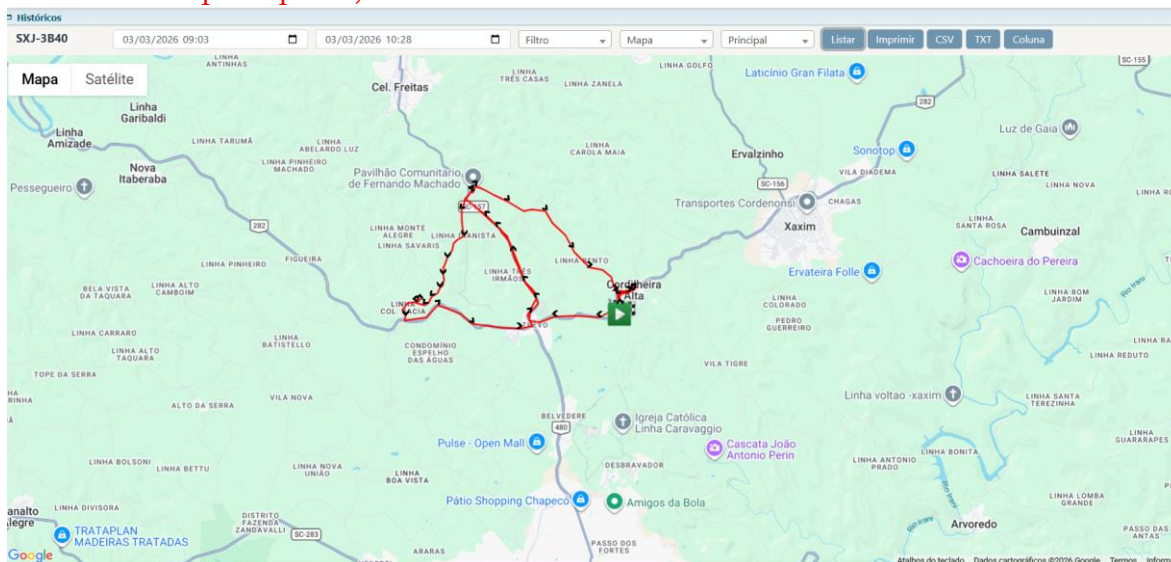 Históricos
SXJ-3B40
03/03/2026 09:03
03/03/2026 10:28
Filtro
Mapa
Principal
Listar
Imprimir
CSV
TXT
Coluna
Mapa
Satélite
LINHA
ANTINHAS
Cel. Freitas
LINHA
TRÊS CASAS
LINHA ZANELA
LINHA GOLFO
Laticínio Gran Filata
SC-155
282
Linha
Garibaldi
Linha
Amizade
LINHA TARUMÃ
LINHA
ABELARDO LUZ
LINHA
CAROLA MAIA
Luz de Gaia
Ervalzinho
Sonotop
Nova
Itaberaba
LINHA PINHEIRO
MACHADO
Pavilhão Comunitário
de Fernando Machado
VILA DIADEMA
LINHA SALETE
LINHA NOVA
Pessegueiro
SC-156
SC-157
Transportes Cordenonsi
CHAGAS
Xaxim
LINHA
SANTA ROSA
Cambuinzal
282
LINHA MONTE
ALEGRE
LINHA SAVARIS
LINHA PINHEIRO
FIGUEIRA
Cachoeira do Pereira
LINHA TRÊS
IRMÃOS
LINHA BENTO
Ervateira Folle
Cordilheira
Alta
BELA VISTA
DA TAQUARA
LINHA ALTO
CAMBOIM
LINHA
COLORADO
LINHA BOM
JARDIM
Rio Irani
PEDRO
GUERREIRO
LINHA CARRARO
LINHA
BATISTELLO
CONDOMÍNIO
ESPELHO
DAS ÁGUAS
LINHA ALTO
TAQUARA
LINHA REDUTO
VILA TIGRE
TOPE DA SERRA
VILA NOVA
ALTO DA SERRA
Linha voltao -xaxim
LINHA SANTA
TEREZINHA
BELVEDERE
480
Igreja Católica
Linha Caravaggio
Pulse - Open Mall
Cascata João
Antonio Perin
LINHA
GUARARAPES
LINHA BOLSONI
LINHA BETTU
LINHA NOVA
UNIÃO
LINHA
BOA VISTA
DESBRAVADOR
LINHA ANTONIO
PRADO
LINHA BONITA
Pátio Shopping Chapecó
Amigos da Bola
LINHA LOMBA
GRANDE
LINHA DIVISORA
DISTRITO
FAZENDA
ZANDAVALLI
SC-283
TRATAPLAN
MADEIRAS TRATADAS
Arvoredo
PASSO DAS
ANTAS
ARARAS
PASSO DOS
FORTES
Google
Atalhos do teclado
Dados cartográficos ©2026 Google
Termos